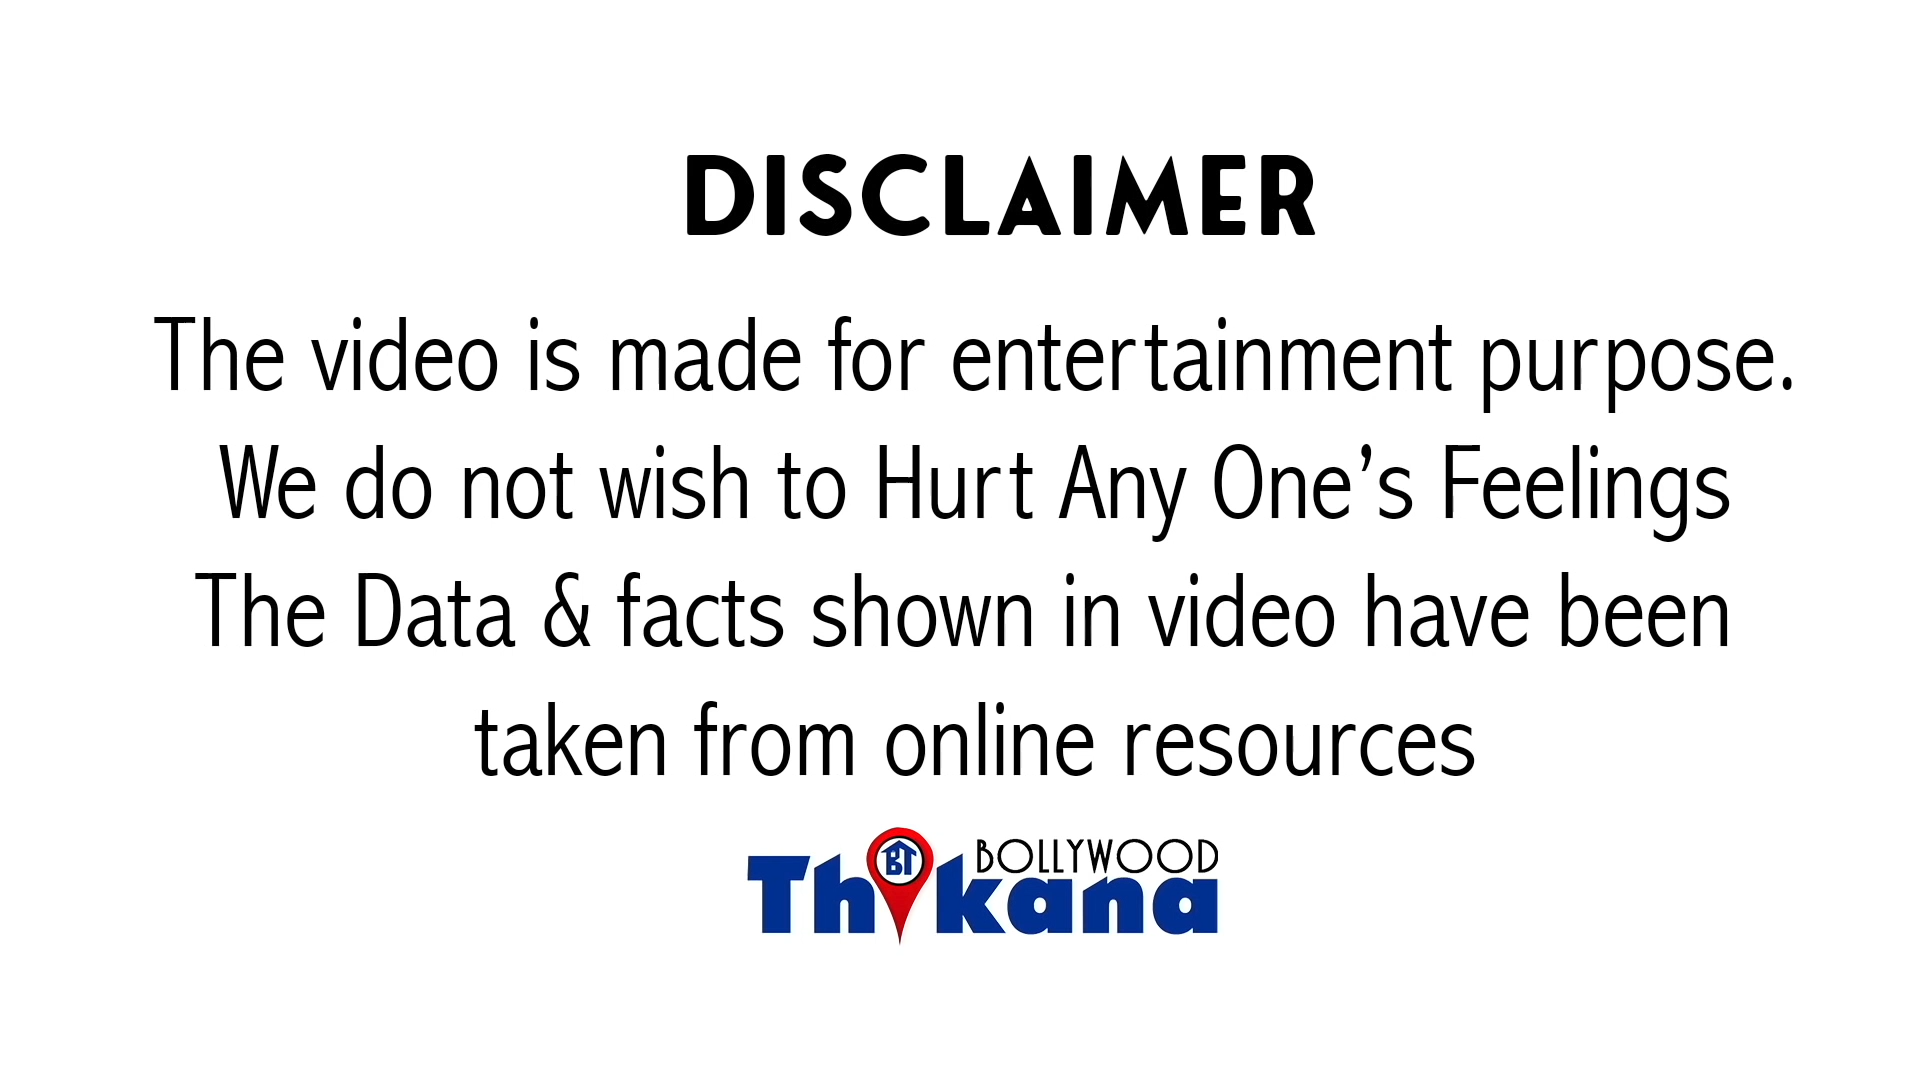 DISCLAIMER
The video is made for entertainment purpose.
We do not wish to Hurt Any One’s Feelings
The Data & facts shown in video have been
taken from online resources
BT
BOLLYWOOD
Thikana